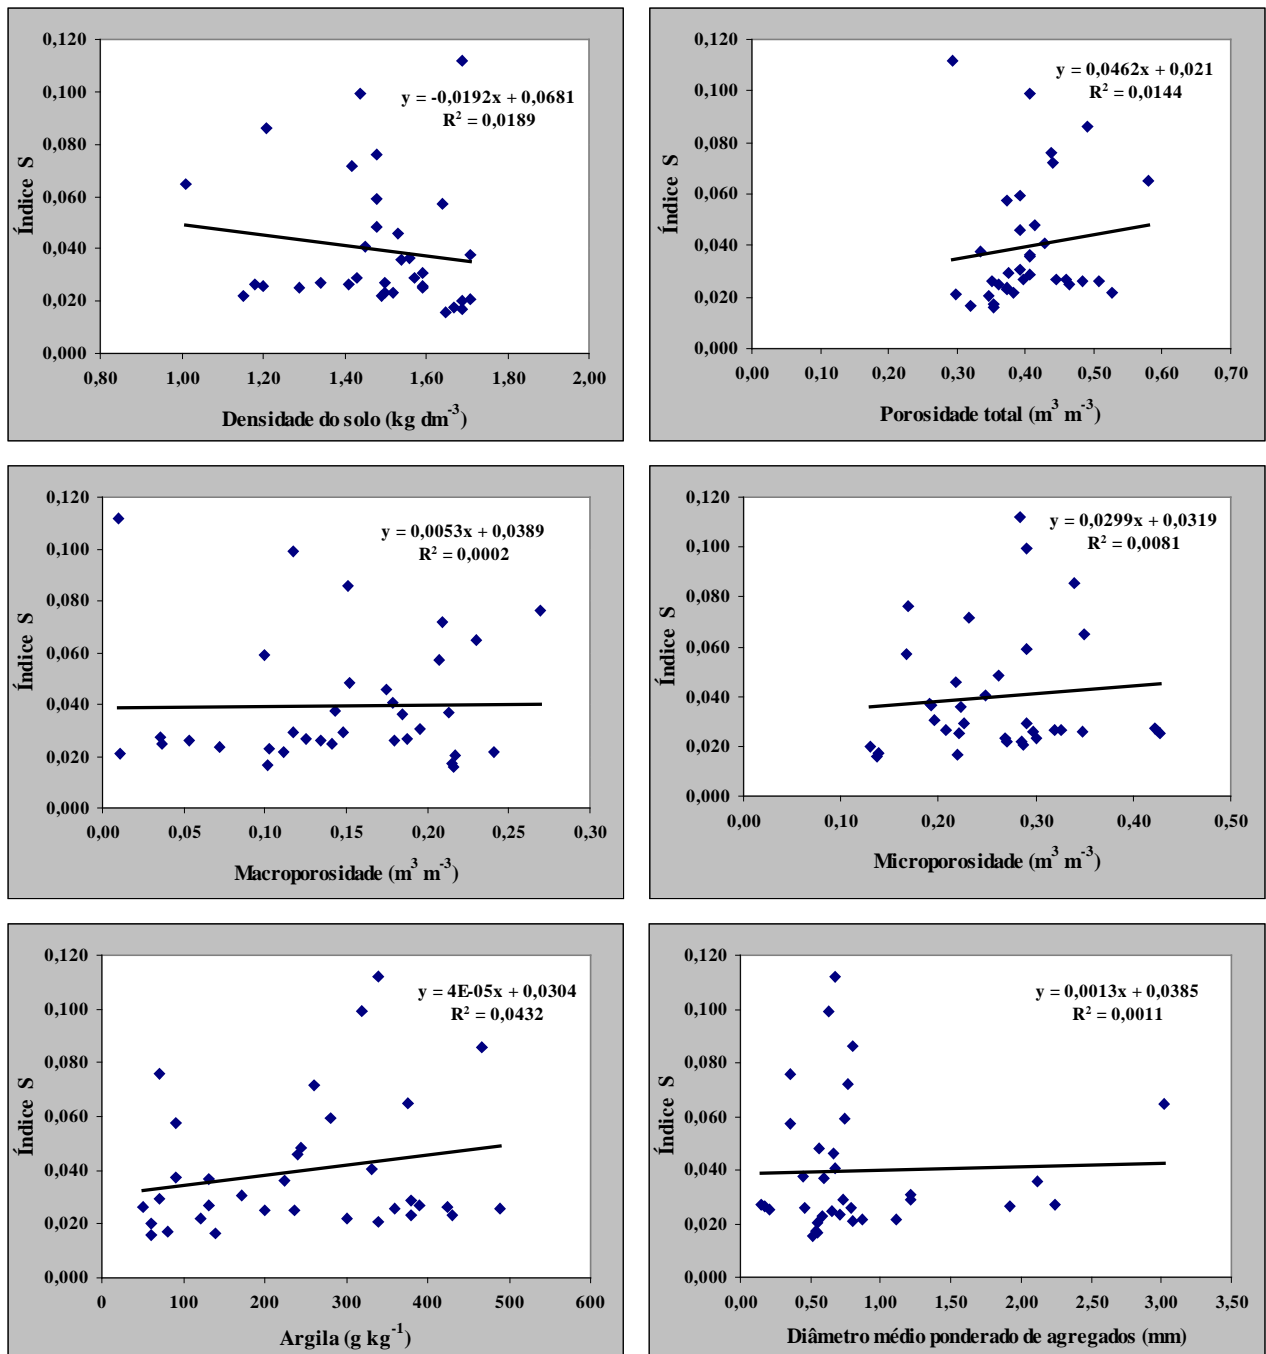 0,120
0,100
0,080
0,060
0,040
0,020
0,000
Índice S
y = -0,0192x + 0,0681
R² = 0,0189
0,80 1,00 1,20 1,40 1,60 1,80 2,00
Densidade do solo (kg dm⁻³)
0,120
0,100
0,080
0,060
0,040
0,020
0,000
Índice S
y = 0,0462x + 0,021
R² = 0,0144
0,00 0,10 0,20 0,30 0,40 0,50 0,60 0,70
Porosidade total (m³ m⁻³)
0,120
0,100
0,080
0,060
0,040
0,020
0,000
Índice S
y = 0,0053x + 0,0389
R² = 0,0002
0,00 0,05 0,10 0,15 0,20 0,25 0,30
Macroporosidade (m³ m⁻³)
0,120
0,100
0,080
0,060
0,040
0,020
0,000
Índice S
y = 0,0299x + 0,0319
R² = 0,0081
0,00 0,10 0,20 0,30 0,40 0,50
Microporosidade (m³ m⁻³)
0,120
0,100
0,080
0,060
0,040
0,020
0,000
Índice S
y = 4E-05x + 0,0304
R² = 0,0432
0 100 200 300 400 500 600
Argila (g kg⁻¹)
0,120
0,100
0,080
0,060
0,040
0,020
0,000
Índice S
y = 0,0013x + 0,0385
R² = 0,0011
0,00 0,50 1,00 1,50 2,00 2,50 3,00 3,50
Diâmetro médio ponderado de agregados (mm)